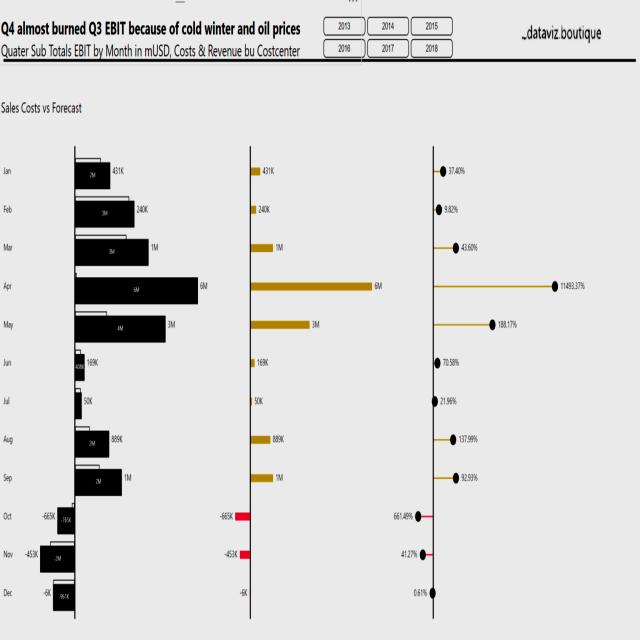 Q4 almost burned Q3 EBIT because of cold winter and oil prices
Quater Sub Totals EBIT by Month in mUSD, Costs & Revenue bu Costcenter
2013 2014 2015
2016 2017 2018
_dataviz.boutique
Sales Costs vs Forecast
Jan 2M 431K 431K 37.40%
Feb 3M 240K 240K 9.82%
Mar 3M 1M 1M 43.60%
Apr 6M 6M 6M 11493.37%
May 4M 3M 3M 188.17%
Jun 408K 169K 169K 70.58%
Jul 50K 50K 21.96%
Aug 2M 889K 889K 137.99%
Sep 2M 1M 1M 92.93%
Oct -665K -765K -665K 661.49%
Nov -453K -2M -453K 41.27%
Dec -6K -961K -6K 0.61%